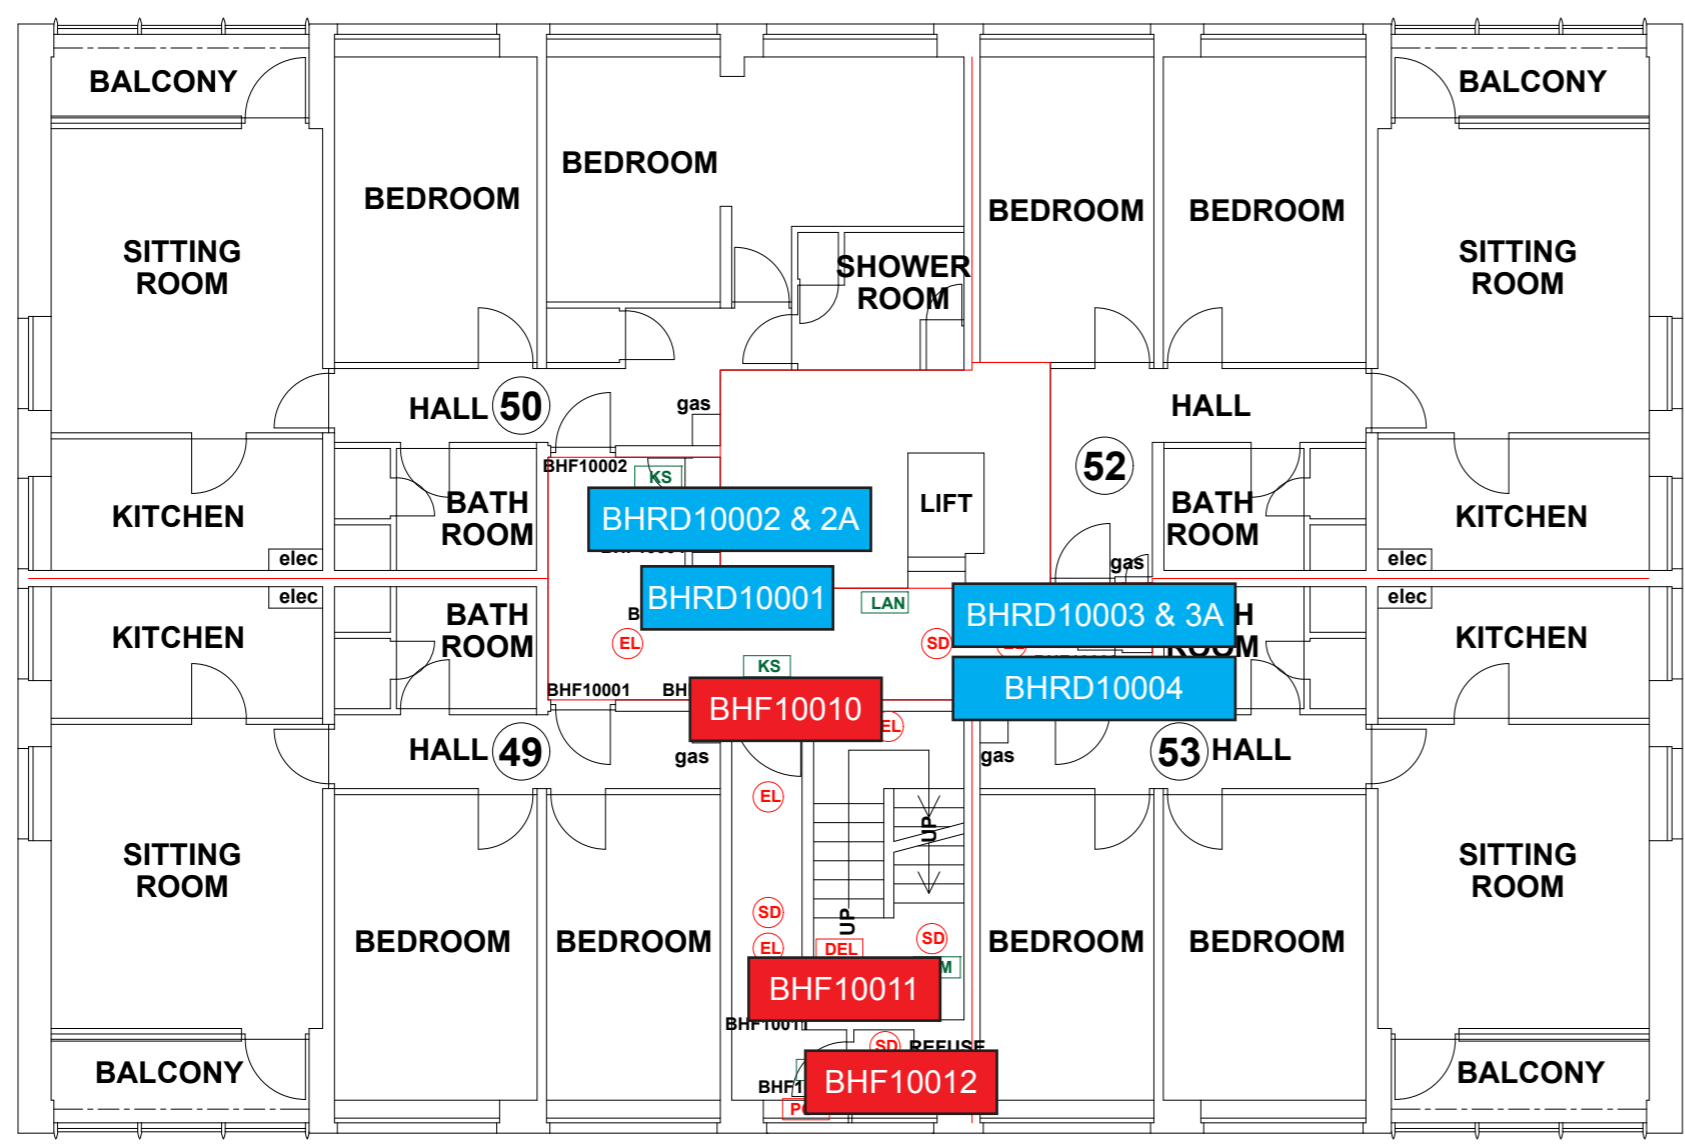 BALCONY
BALCONY
BEDROOM
BEDROOM
BEDROOM
BEDROOM
SITTING
ROOM
SHOWER
ROOM
SITTING
ROOM
HALL 50
gas
HALL
52
BHF10002
KS
KITCHEN
BATH
ROOM
BHRD10002 & 2A
LIFT
BATH
ROOM
KITCHEN
elec
gas
elec
elec
BHRD10001
LAN
BHRD10003 & 3A
elec
KITCHEN
BATH
ROOM
EL
SD
ROOM
KITCHEN
KS
BHF10001
BHF10010
BHRD10004
EL
HALL 49
gas
gas
53 HALL
EL
UP
SITTING
ROOM
SITTING
ROOM
SD
UP
SD
BEDROOM
BEDROOM
EL
DEL
BEDROOM
BEDROOM
BHF10011
BHF10011
SD
REFUSE
BALCONY
BHF10012
BALCONY